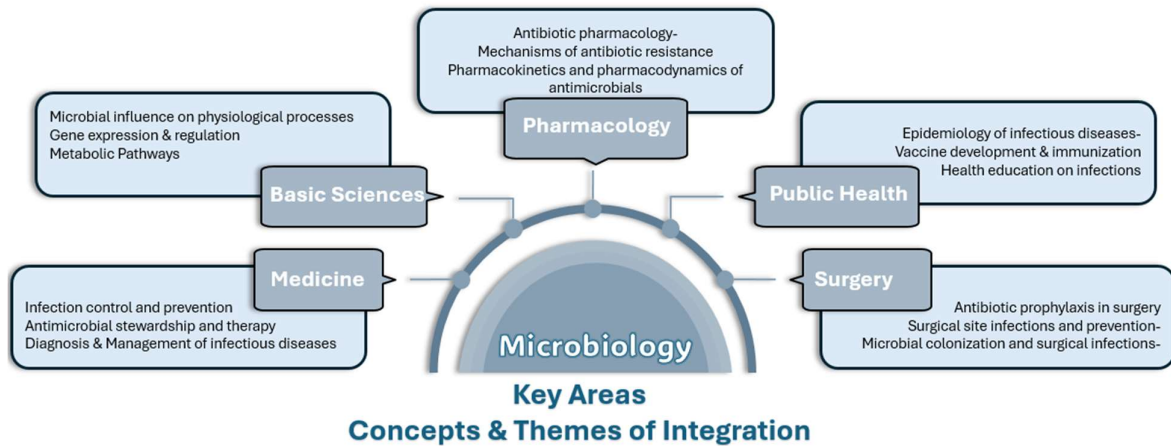 Antibiotic pharmacology-
Mechanisms of antibiotic resistance
Pharmacokinetics and pharmacodynamics of
antimicrobials
Pharmacology
Microbial influence on physiological processes
Gene expression & regulation
Metabolic Pathways
Basic Sciences
Epidemiology of infectious diseases-
Vaccine development & immunization
Health education on infections
Public Health
Medicine
Infection control and prevention
Antimicrobial stewardship and therapy
Diagnosis & Management of infectious diseases
Surgery
Antibiotic prophylaxis in surgery
Surgical site infections and prevention-
Microbial colonization and surgical infections-
Microbiology
Key Areas
Concepts & Themes of Integration